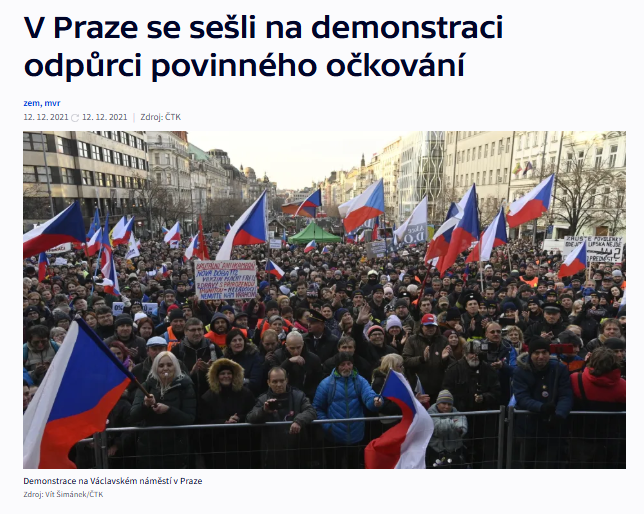 V Praze se sešli na demonstraci
odpůrci povinného očkování
zem, mvr
12. 12. 2021 12. 12. 2021 | Zdroj: ČTK
Demonstrace na Václavském náměstí v Praze
Zdroj: Vít Šimánek/ČTK